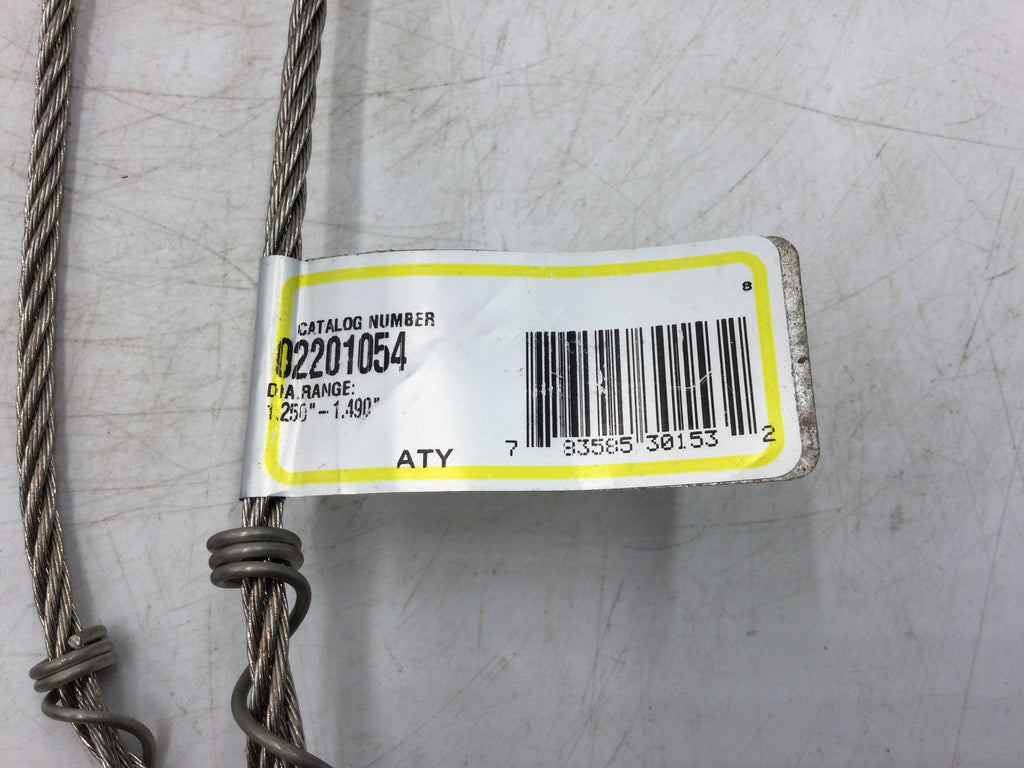 8
CATALOG NUMBER
02201054
DIA.RANGE:
1.250"-1.490"
ATY
7 83585 30153 2